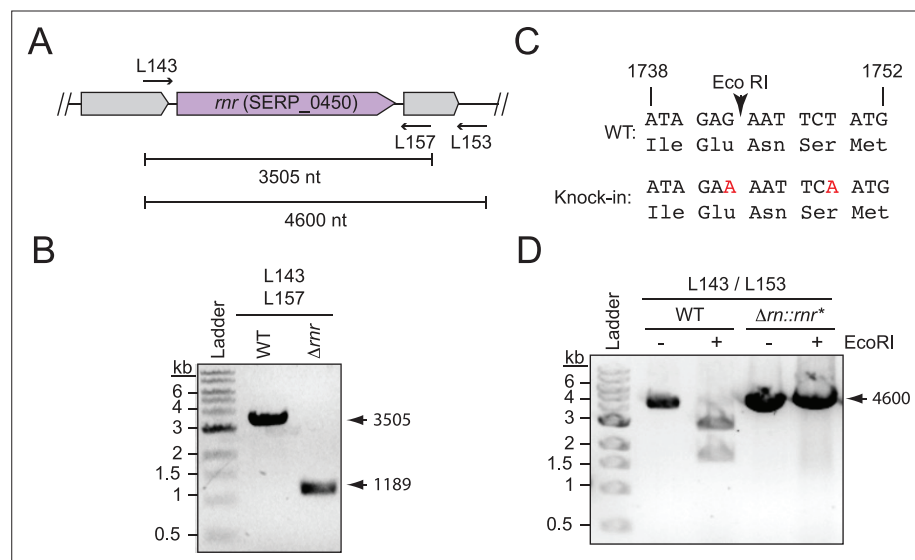 A
L143
rnr (SERP_0450)
L157
L153
3505 nt
4600 nt
B
L143
L157
Ladder
WT
Δrnr
kb
6
4
3
2
1.5
1
0.5
3505
1189
C
1738
1752
Eco RI
WT:
ATA GAG AAT TCT ATG
Ile Glu Asn Ser Met
Knock-in:
ATA GAA AAT TCA ATG
Ile Glu Asn Ser Met
D
L143 / L153
Ladder
WT
Δrn::rnr*
- + - + EcoRI
kb
6
4
3
2
1.5
1
0.5
4600